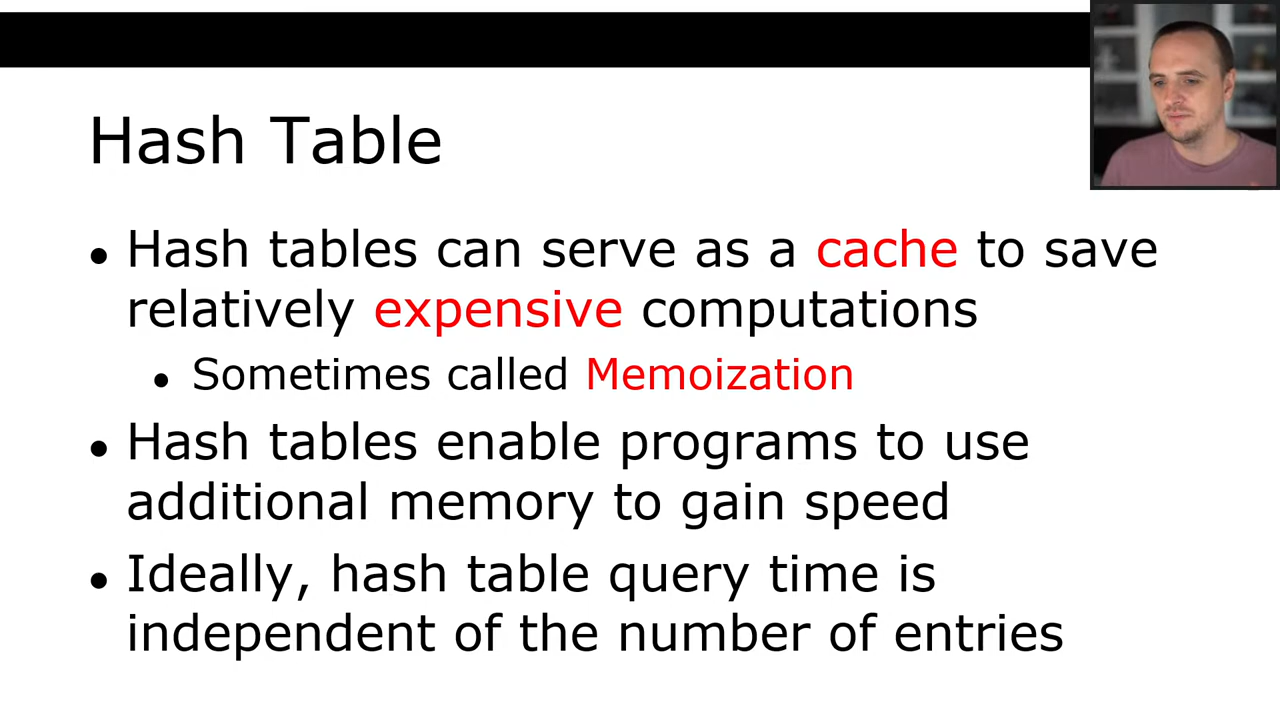 Hash Table
• Hash tables can serve as a cache to save
relatively expensive computations
• Sometimes called Memoization
• Hash tables enable programs to use
additional memory to gain speed
• Ideally, hash table query time is
independent of the number of entries